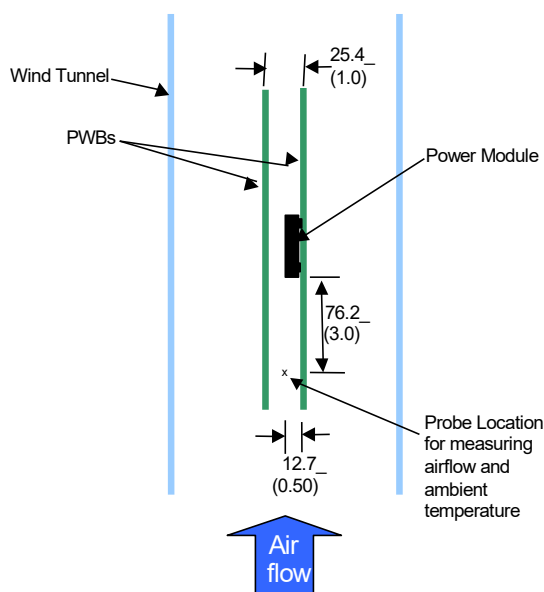 25.4_
(1.0)
Wind Tunnel
PWBs
Power Module
76.2_
(3.0)
x
Probe Location
for measuring
airflow and
ambient
temperature
12.7_
(0.50)
Air
flow